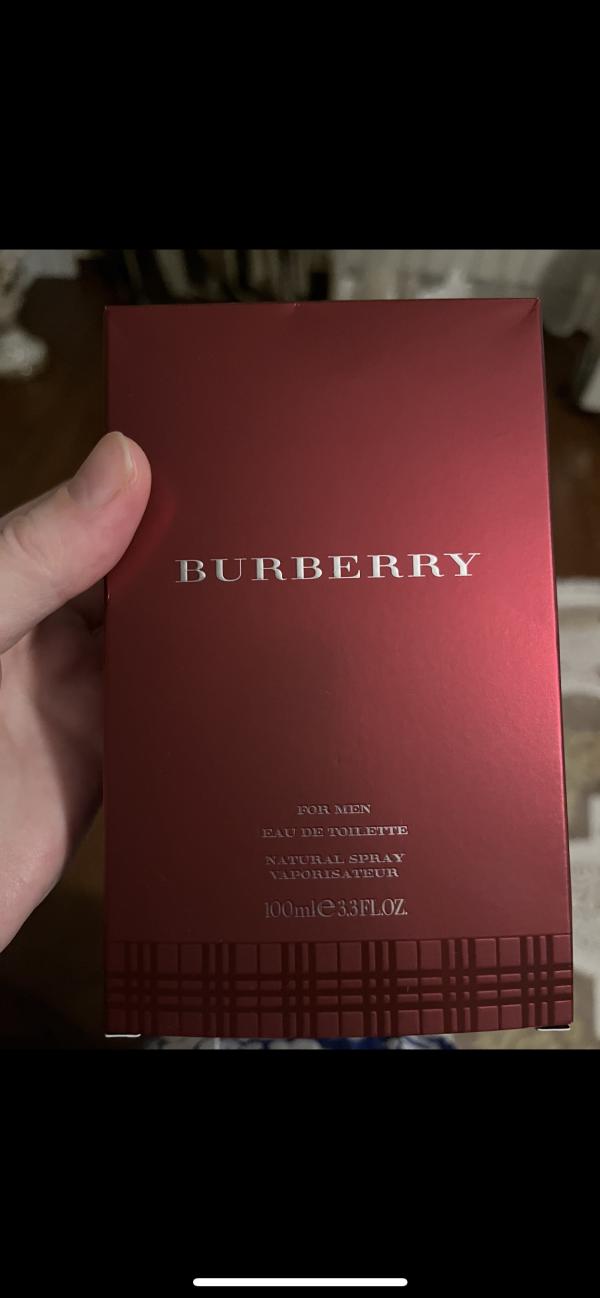 BURBERRY
FOR MEN
EAU DE TOILETTE
NATURAL SPRAY
VAPORISATEUR
100ml℮3.3FL.OZ.